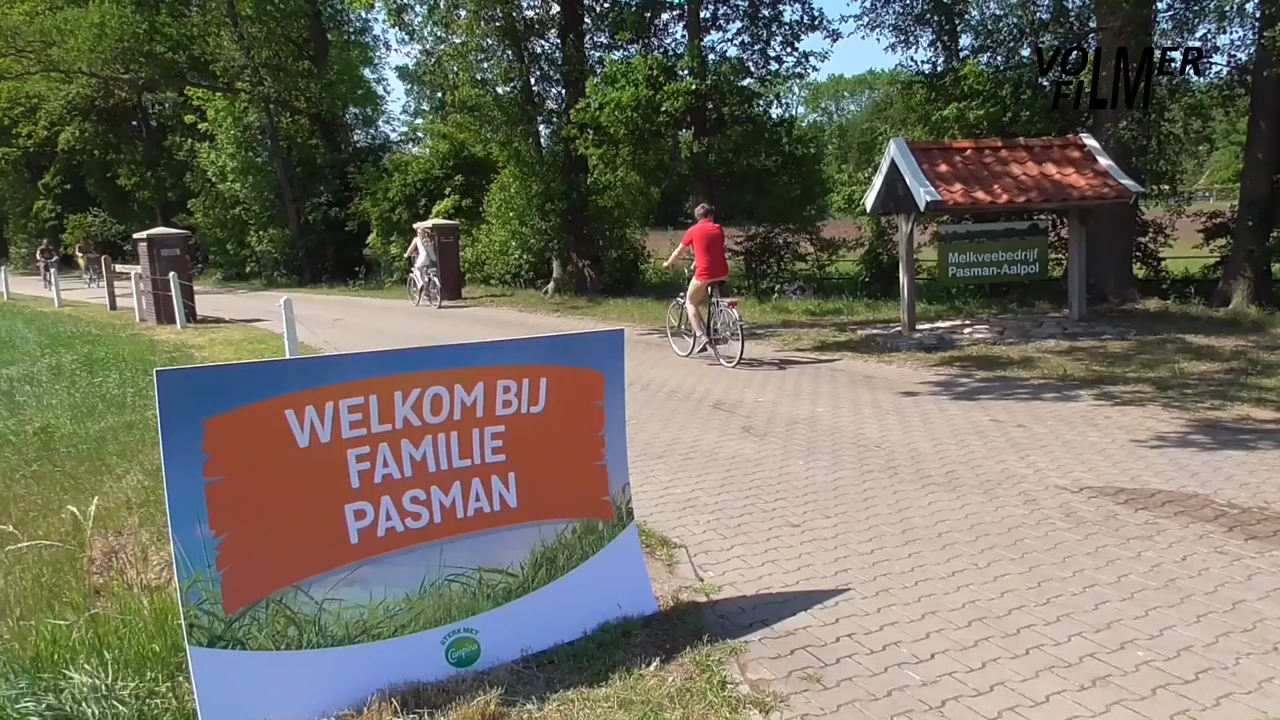 VOLMER
FILM
Melkveebedrijf
Pasman-Aalpol
WELKOM BIJ
FAMILIE
PASMAN
STERK MET
Campina